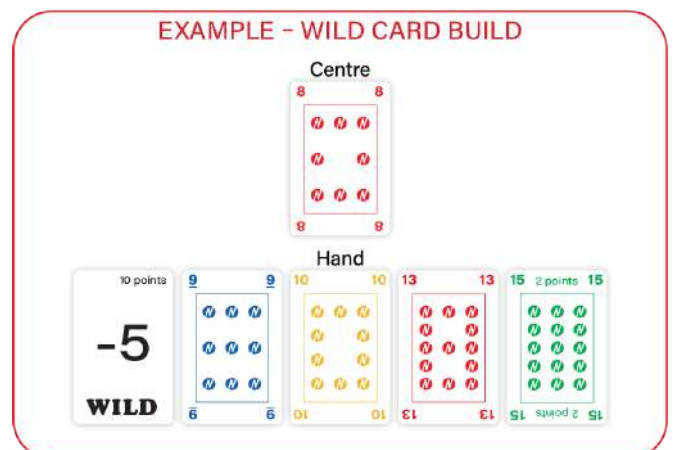 EXAMPLE – WILD CARD BUILD
Centre
8 8
8 8
Hand
10 points
-5
WILD
9 9
9 9
10 10
10 10
13 13
13 13
15 2 points 15
15 2 points 15